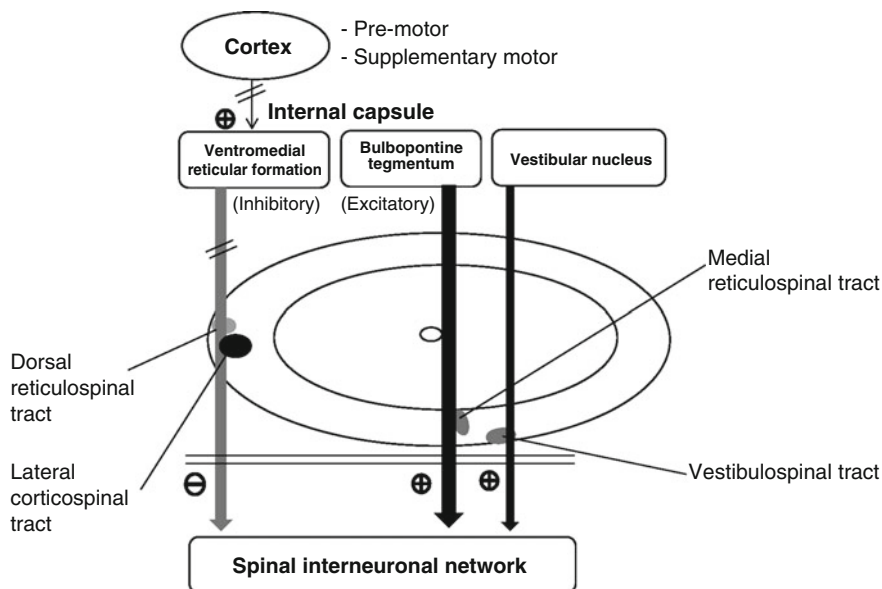 Cortex
- Pre-motor
- Supplementary motor
Internal capsule
Ventromedial
reticular formation
Bulbopontine
tegmentum
Vestibular nucleus
(Inhibitory)
(Excitatory)
Medial
reticulospinal tract
Dorsal
reticulospinal
tract
Lateral
corticospinal
tract
Vestibulospinal tract
Spinal interneuronal network